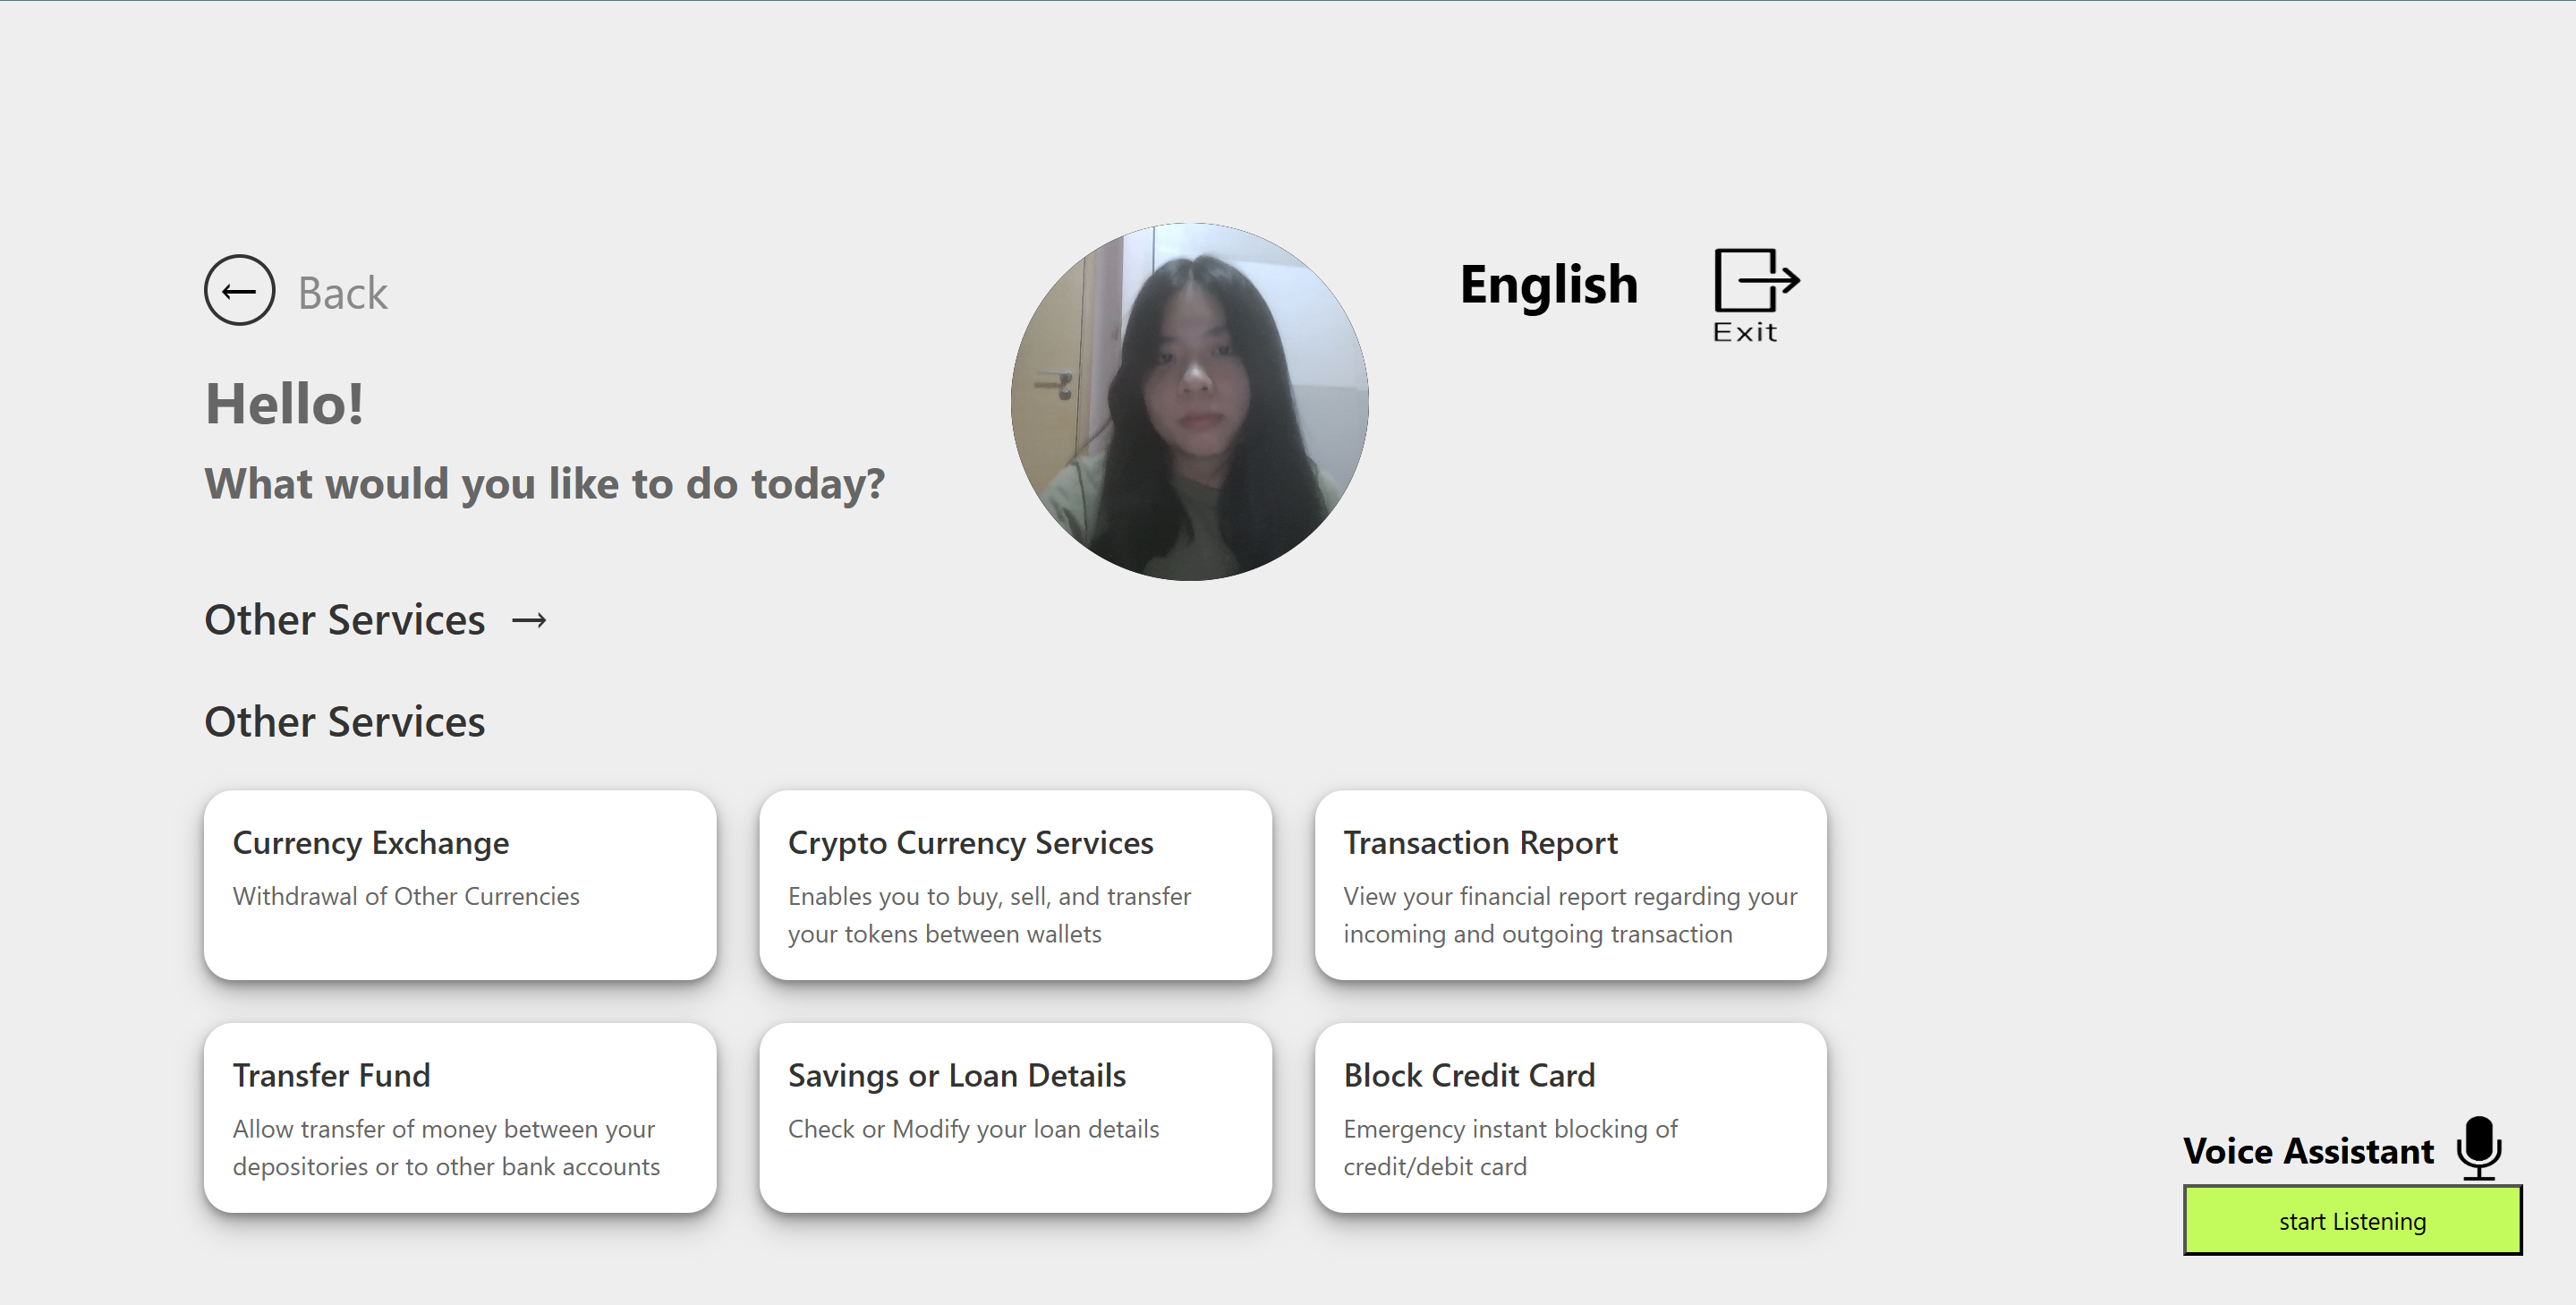 Back
English
Exit
Hello!
What would you like to do today?
Other Services →
Other Services
Currency Exchange
Withdrawal of Other Currencies
Crypto Currency Services
Enables you to buy, sell, and transfer
your tokens between wallets
Transaction Report
View your financial report regarding your
incoming and outgoing transaction
Transfer Fund
Allow transfer of money between your
depositories or to other bank accounts
Savings or Loan Details
Check or Modify your loan details
Block Credit Card
Emergency instant blocking of
credit/debit card
Voice Assistant
start Listening